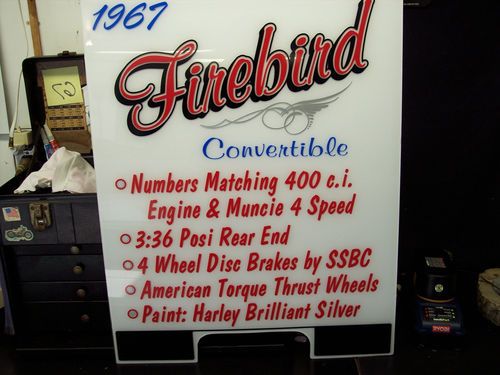 1967
Firebird
Convertible
Numbers Matching 400 c.i.
Engine & Muncie 4 Speed
3:36 Posi Rear End
4 Wheel Disc Brakes by SSBC
American Torque Thrust Wheels
Paint: Harley Brilliant Silver
RYOBI